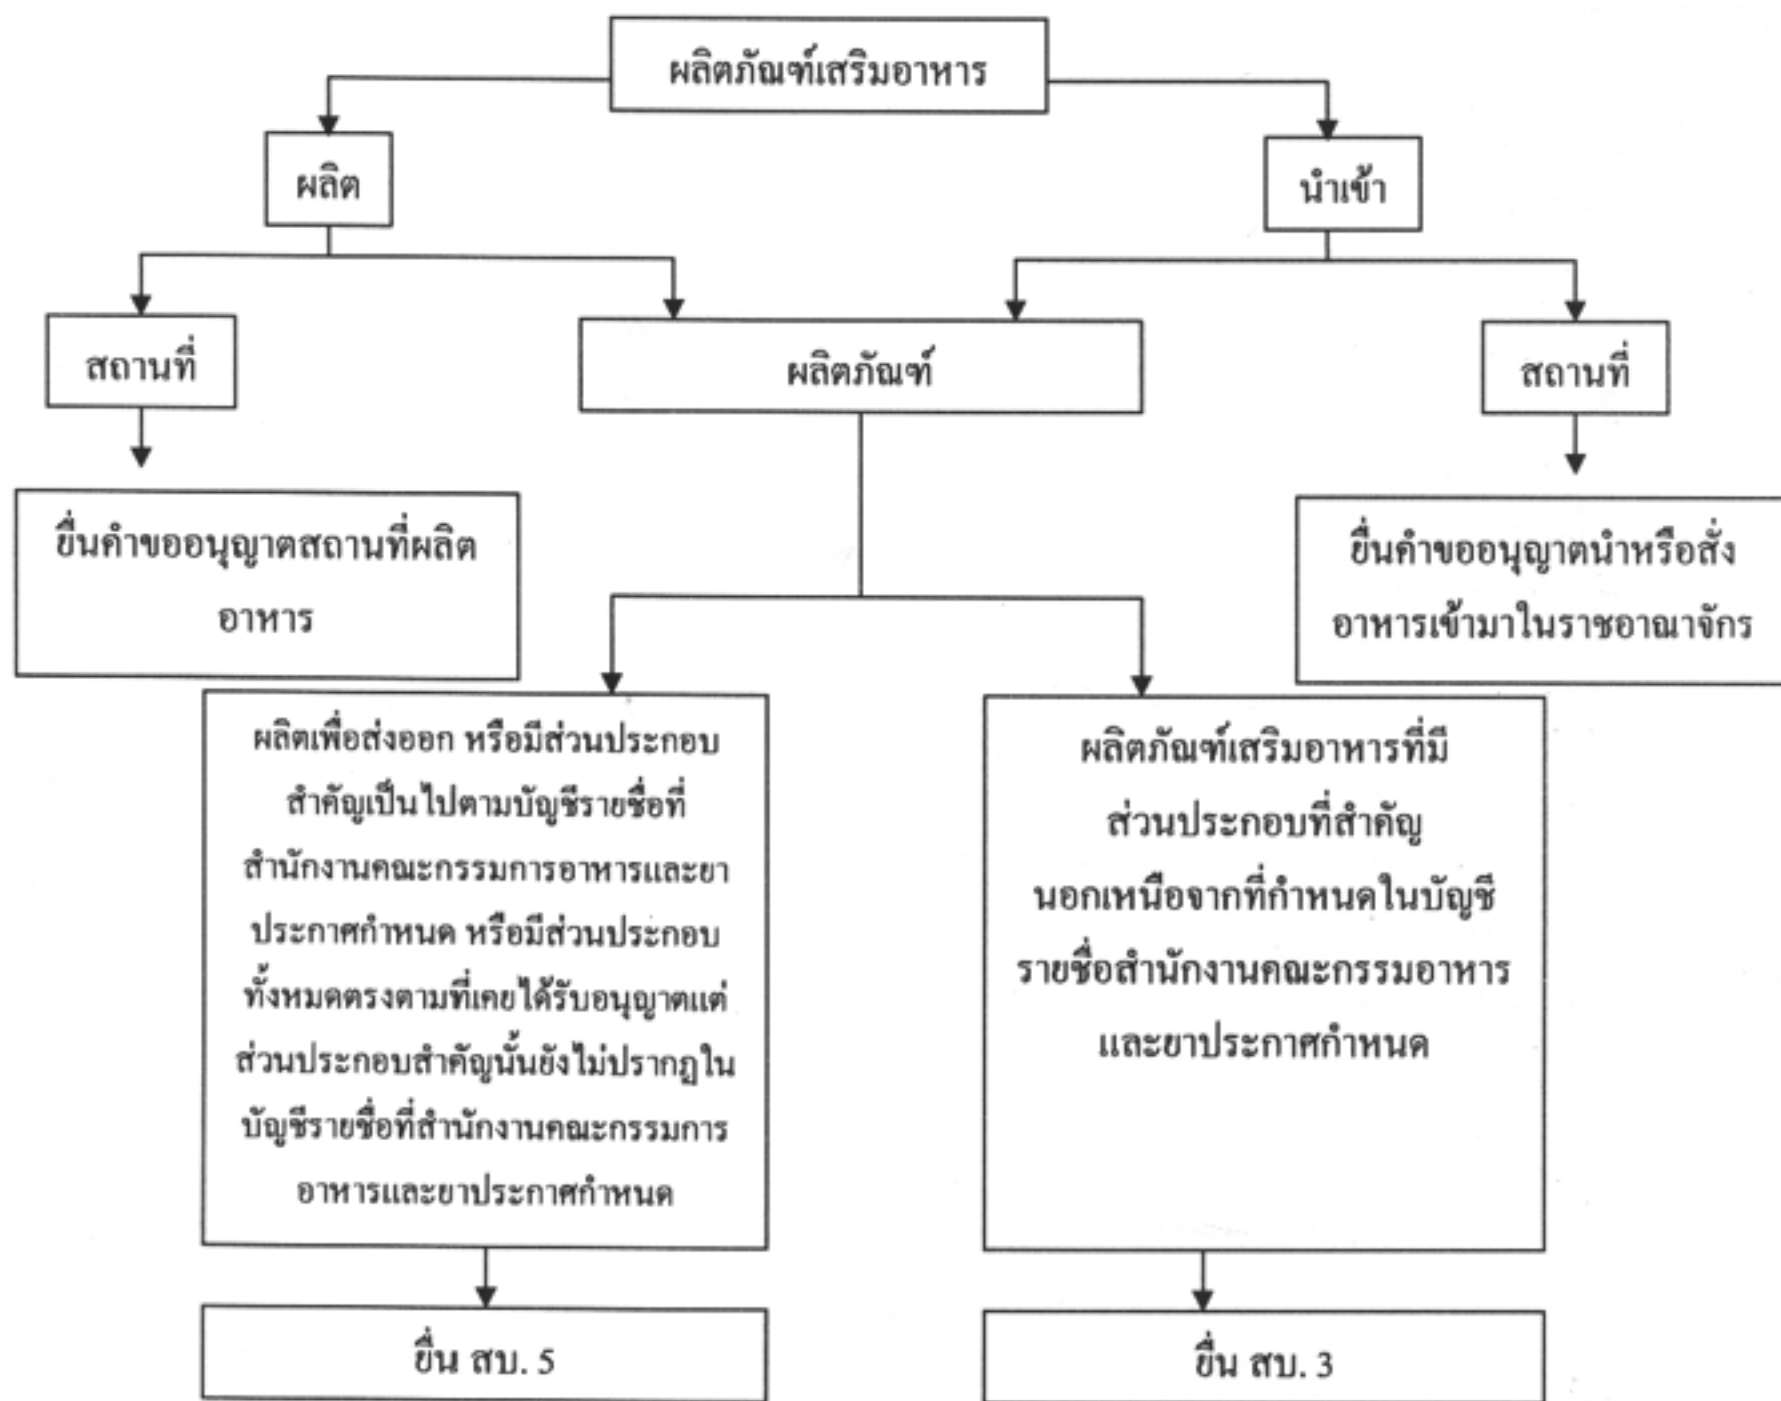 ผลิตภัณฑ์เสริมอาหาร
ผลิต
นำเข้า
สถานที่
ผลิตภัณฑ์
สถานที่
ยื่นคำขออนุญาตสถานที่ผลิต
อาหาร
ยื่นคำขออนุญาตนำหรือสั่ง
อาหารเข้ามาในราชอาณาจักร
ผลิตเพื่อส่งออก หรือมีส่วนประกอบ
สำคัญเป็นไปตามบัญชีรายชื่อที่
สำนักงานคณะกรรมการอาหารและยา
ประกาศกำหนด หรือมีส่วนประกอบ
ทั้งหมดตรงตามที่เคยได้รับอนุญาตแต่
ส่วนประกอบสำคัญนั้นยังไม่ปรากฏใน
บัญชีรายชื่อที่สำนักงานคณะกรรมการ
อาหารและยาประกาศกำหนด
ผลิตภัณฑ์เสริมอาหารที่มี
ส่วนประกอบที่สำคัญ
นอกเหนือจากที่กำหนดในบัญชี
รายชื่อสำนักงานคณะกรรมอาหาร
และยาประกาศกำหนด
ยื่น สบ. 5
ยื่น สบ. 3